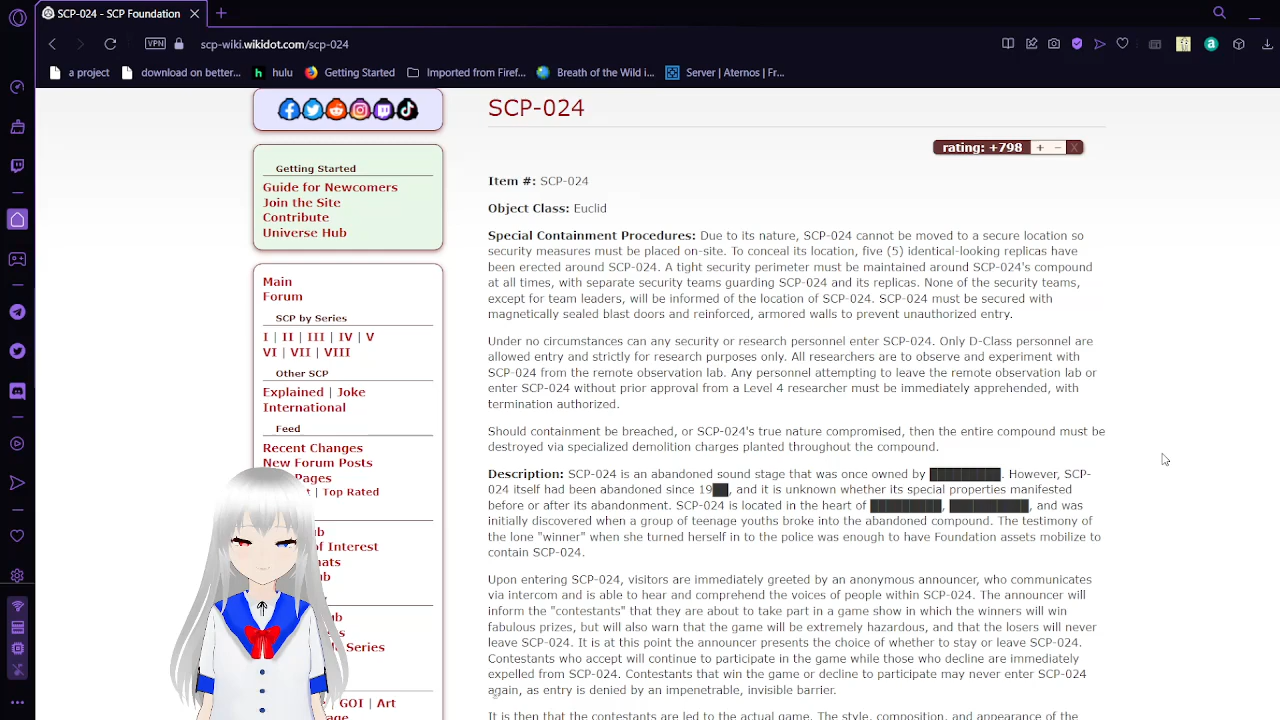 SCP-024 - SCP Foundation
VPN
scp-wiki.wikidot.com/scp-024
a project
download on better...
hulu
Getting Started
Imported from Firef...
Breath of the Wild i...
Server | Aternos | Fr...
Getting Started
Guide for Newcomers
Join the Site
Contribute
Universe Hub
Main
Forum
SCP by Series
I | II | III | IV | V
VI | VII | VIII
Other SCP
Explained | Joke
International
Feed
Recent Changes
New Forum Posts
Pages
| Top Rated
of Interest
Series
GOI | Art
SCP-024
rating: +798 + − X
Item #: SCP-024
Object Class: Euclid
Special Containment Procedures: Due to its nature, SCP-024 cannot be moved to a secure location so
security measures must be placed on-site. To conceal its location, five (5) identical-looking replicas have
been erected around SCP-024. A tight security perimeter must be maintained around SCP-024's compound
at all times, with separate security teams guarding SCP-024 and its replicas. None of the security teams,
except for team leaders, will be informed of the location of SCP-024. SCP-024 must be secured with
magnetically sealed blast doors and reinforced, armored walls to prevent unauthorized entry.
Under no circumstances can any security or research personnel enter SCP-024. Only D-Class personnel are
allowed entry and strictly for research purposes only. All researchers are to observe and experiment with
SCP-024 from the remote observation lab. Any personnel attempting to leave the remote observation lab or
enter SCP-024 without prior approval from a Level 4 researcher must be immediately apprehended, with
termination authorized.
Should containment be breached, or SCP-024's true nature compromised, then the entire compound must be
destroyed via specialized demolition charges planted throughout the compound.
Description: SCP-024 is an abandoned sound stage that was once owned by █████████. However, SCP-
024 itself had been abandoned since 19██, and it is unknown whether its special properties manifested
before or after its abandonment. SCP-024 is located in the heart of █████████, ██████████, and was
initially discovered when a group of teenage youths broke into the abandoned compound. The testimony of
the lone "winner" when she turned herself in to the police was enough to have Foundation assets mobilize to
contain SCP-024.
Upon entering SCP-024, visitors are immediately greeted by an anonymous announcer, who communicates
via intercom and is able to hear and comprehend the voices of people within SCP-024. The announcer will
inform the "contestants" that they are about to take part in a game show in which the winners will win
fabulous prizes, but will also warn that the game will be extremely hazardous, and that the losers will never
leave SCP-024. It is at this point the announcer presents the choice of whether to stay or leave SCP-024.
Contestants who accept will continue to participate in the game while those who decline are immediately
expelled from SCP-024. Contestants that win the game or decline to participate may never enter SCP-024
again, as entry is denied by an impenetrable, invisible barrier.
It is then that the contestants are led to the actual game. The style, composition, and appearance of the